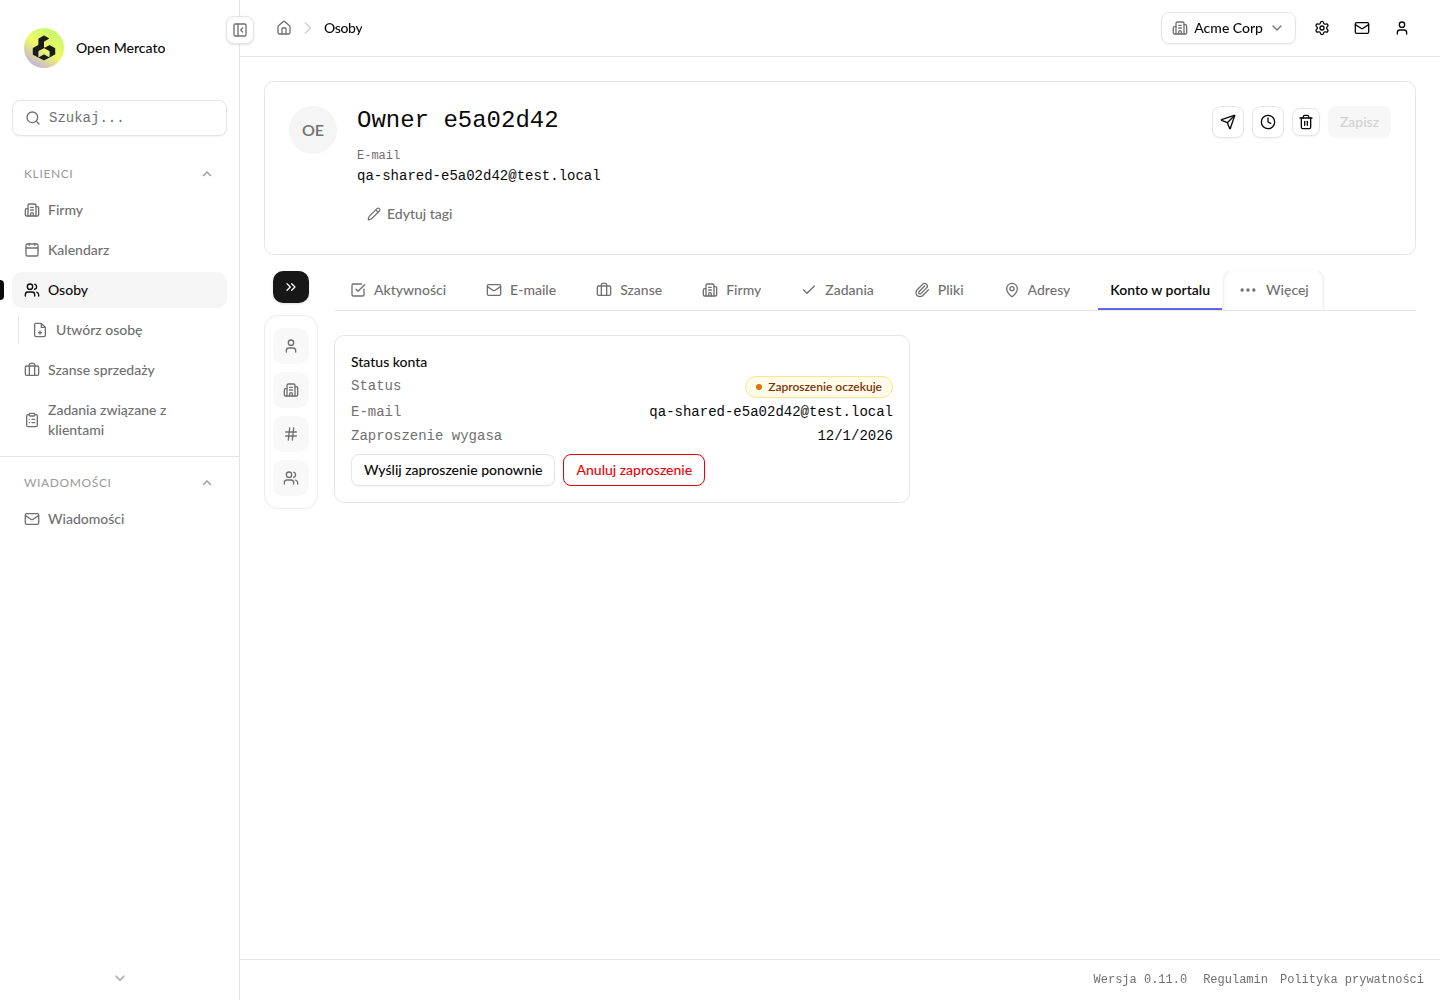 Open Mercato
Szukaj...
KLIENCI
Firmy
Kalendarz
Osoby
Utwórz osobę
Szanse sprzedaży
Zadania związane z
klientami
WIADOMOŚCI
Wiadomości
Osoby
Acme Corp
OE
Owner e5a02d42
E-mail
qa-shared-e5a02d42@test.local
Edytuj tagi
Zapisz
Aktywności
E-maile
Szanse
Firmy
Zadania
Pliki
Adresy
Konto w portalu
Więcej
Status konta
Status
Zaproszenie oczekuje
E-mail
qa-shared-e5a02d42@test.local
Zaproszenie wygasa
12/1/2026
Wyślij zaproszenie ponownie
Anuluj zaproszenie
Wersja 0.11.0
Regulamin
Polityka prywatności